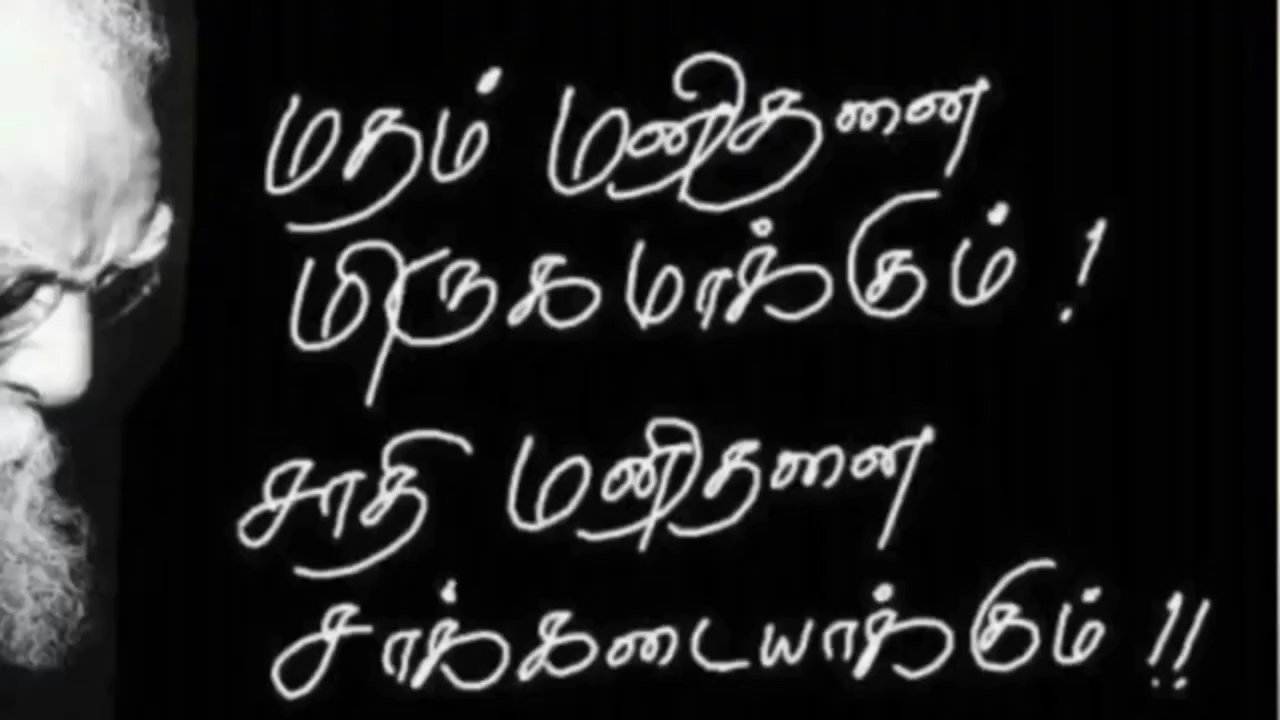 மதம் மனிதனை
மிருகமாக்கும் !
சாதி மனிதனை
சாக்கடையாக்கும் !!